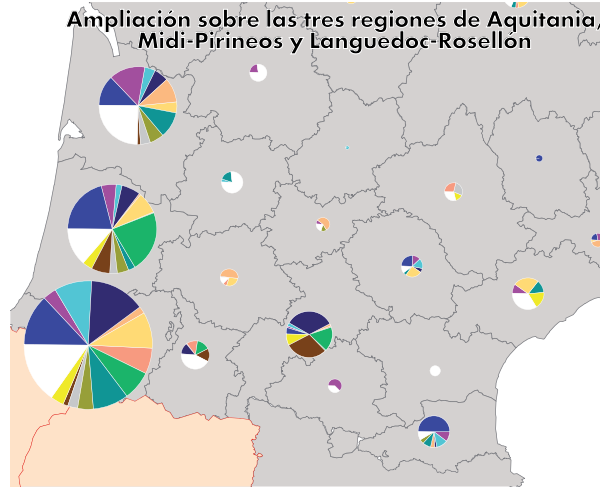 Ampliación sobre las tres regiones de Aquitania,
Midi-Pirineos y Languedoc-Rosellón